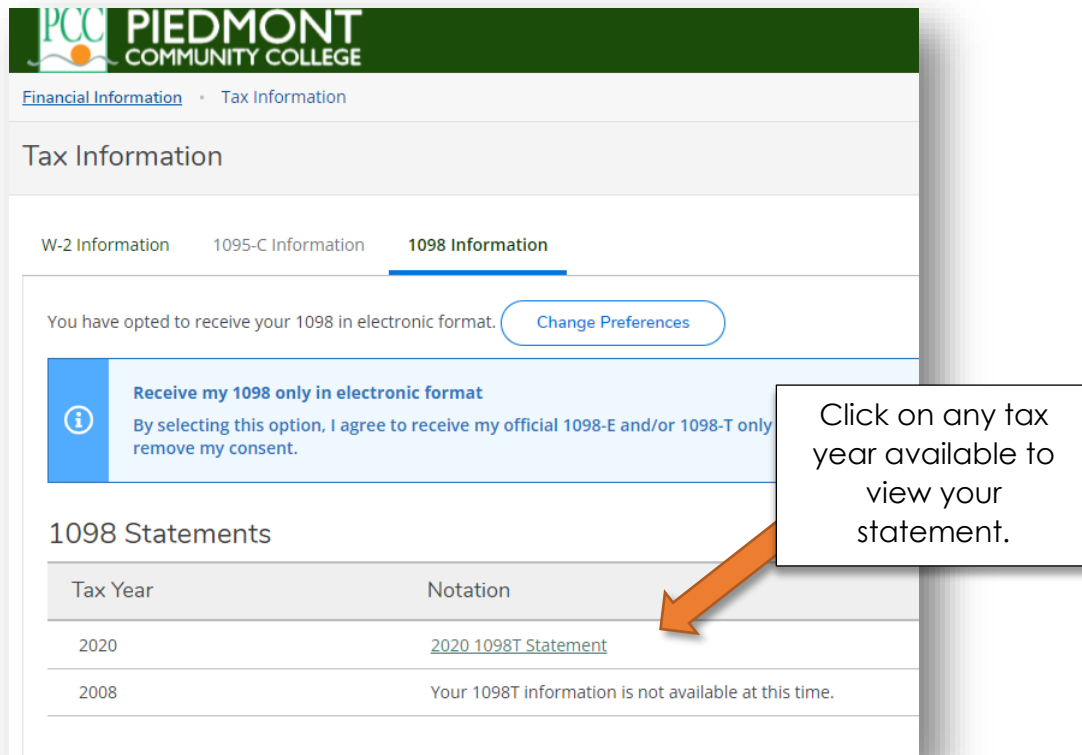 PCC PIEDMONT
COMMUNITY COLLEGE
Financial Information • Tax Information
Tax Information
W-2 Information 1095-C Information 1098 Information
You have opted to receive your 1098 in electronic format. Change Preferences
Receive my 1098 only in electronic format
By selecting this option, I agree to receive my official 1098-E and/or 1098-T only
remove my consent.
Click on any tax
year available to
view your
statement.
1098 Statements
Tax Year Notation
2020 2020 1098T Statement
2008 Your 1098T information is not available at this time.